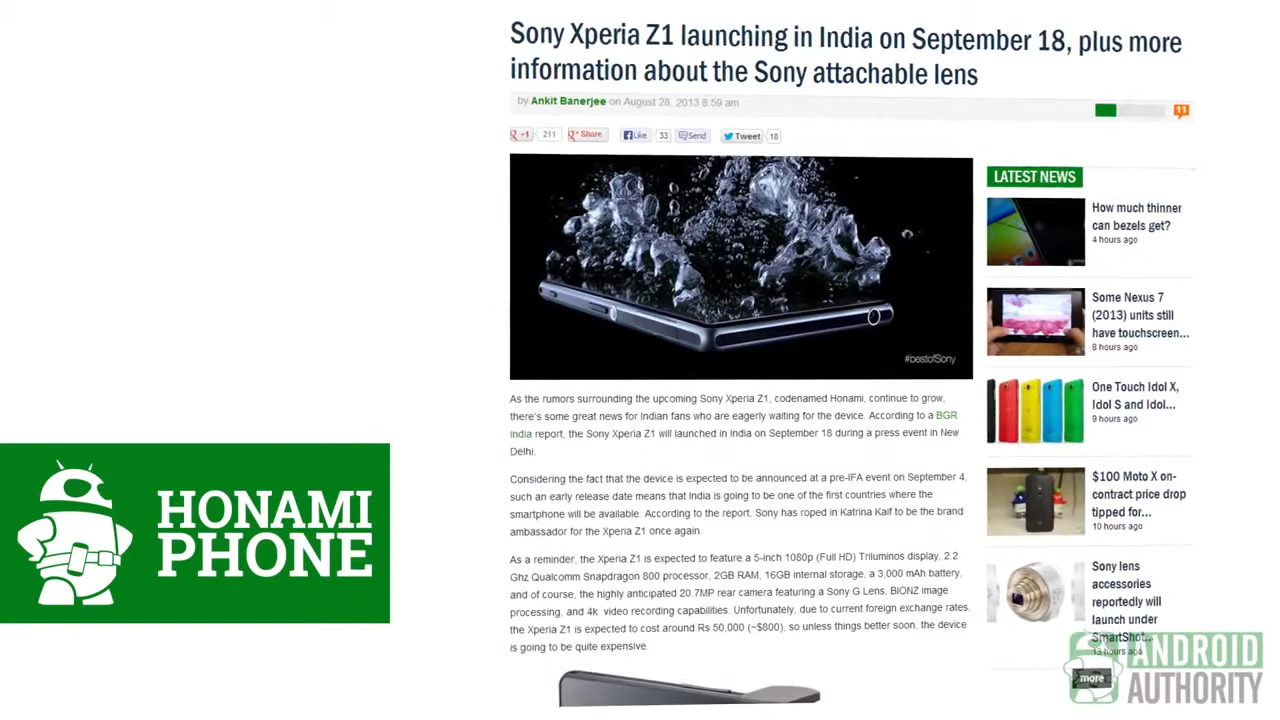 Sony Xperia Z1 launching in India on September 18, plus more
information about the Sony attachable lens
by Ankit Banerjee on August 28, 2013 8:59 am
11
+1 211 Share Like 33 Send Tweet 18
#bestofSony
As the rumors surrounding the upcoming Sony Xperia Z1, codenamed Honami, continue to grow,
there's some great news for Indian fans who are eagerly waiting for the device. According to a BGR
India report, the Sony Xperia Z1 will launched in India on September 18 during a press event in New
Delhi.
Considering the fact that the device is expected to be announced at a pre-IFA event on September 4,
such an early release date means that India is going to be one of the first countries where the
smartphone will be available. According to the report, Sony has roped in Katrina Kaif to be the brand
ambassador for the Xperia Z1 once again.
As a reminder, the Xperia Z1 is expected to feature a 5-inch 1080p (Full HD) Triluminos display, 2.2
Ghz Qualcomm Snapdragon 800 processor, 2GB RAM, 16GB internal storage, a 3,000 mAh battery,
and of course, the highly anticipated 20.7MP rear camera featuring a Sony G Lens, BIONZ image
processing, and 4k video recording capabilities. Unfortunately, due to current foreign exchange rates,
the Xperia Z1 is expected to cost around Rs 50,000 (~$800), so unless things better soon, the device
is going to be quite expensive.
LATEST NEWS
How much thinner
can bezels get?
4 hours ago
Some Nexus 7
(2013) units still
have touchscreen...
8 hours ago
One Touch Idol X,
Idol S and Idol...
9 hours ago
$100 Moto X on-
contract price drop
tipped for...
10 hours ago
Sony lens
accessories
reportedly will
launch under
SmartShot...
13 hours ago
more
HONAMI
PHONE
ANDROID
AUTHORITY